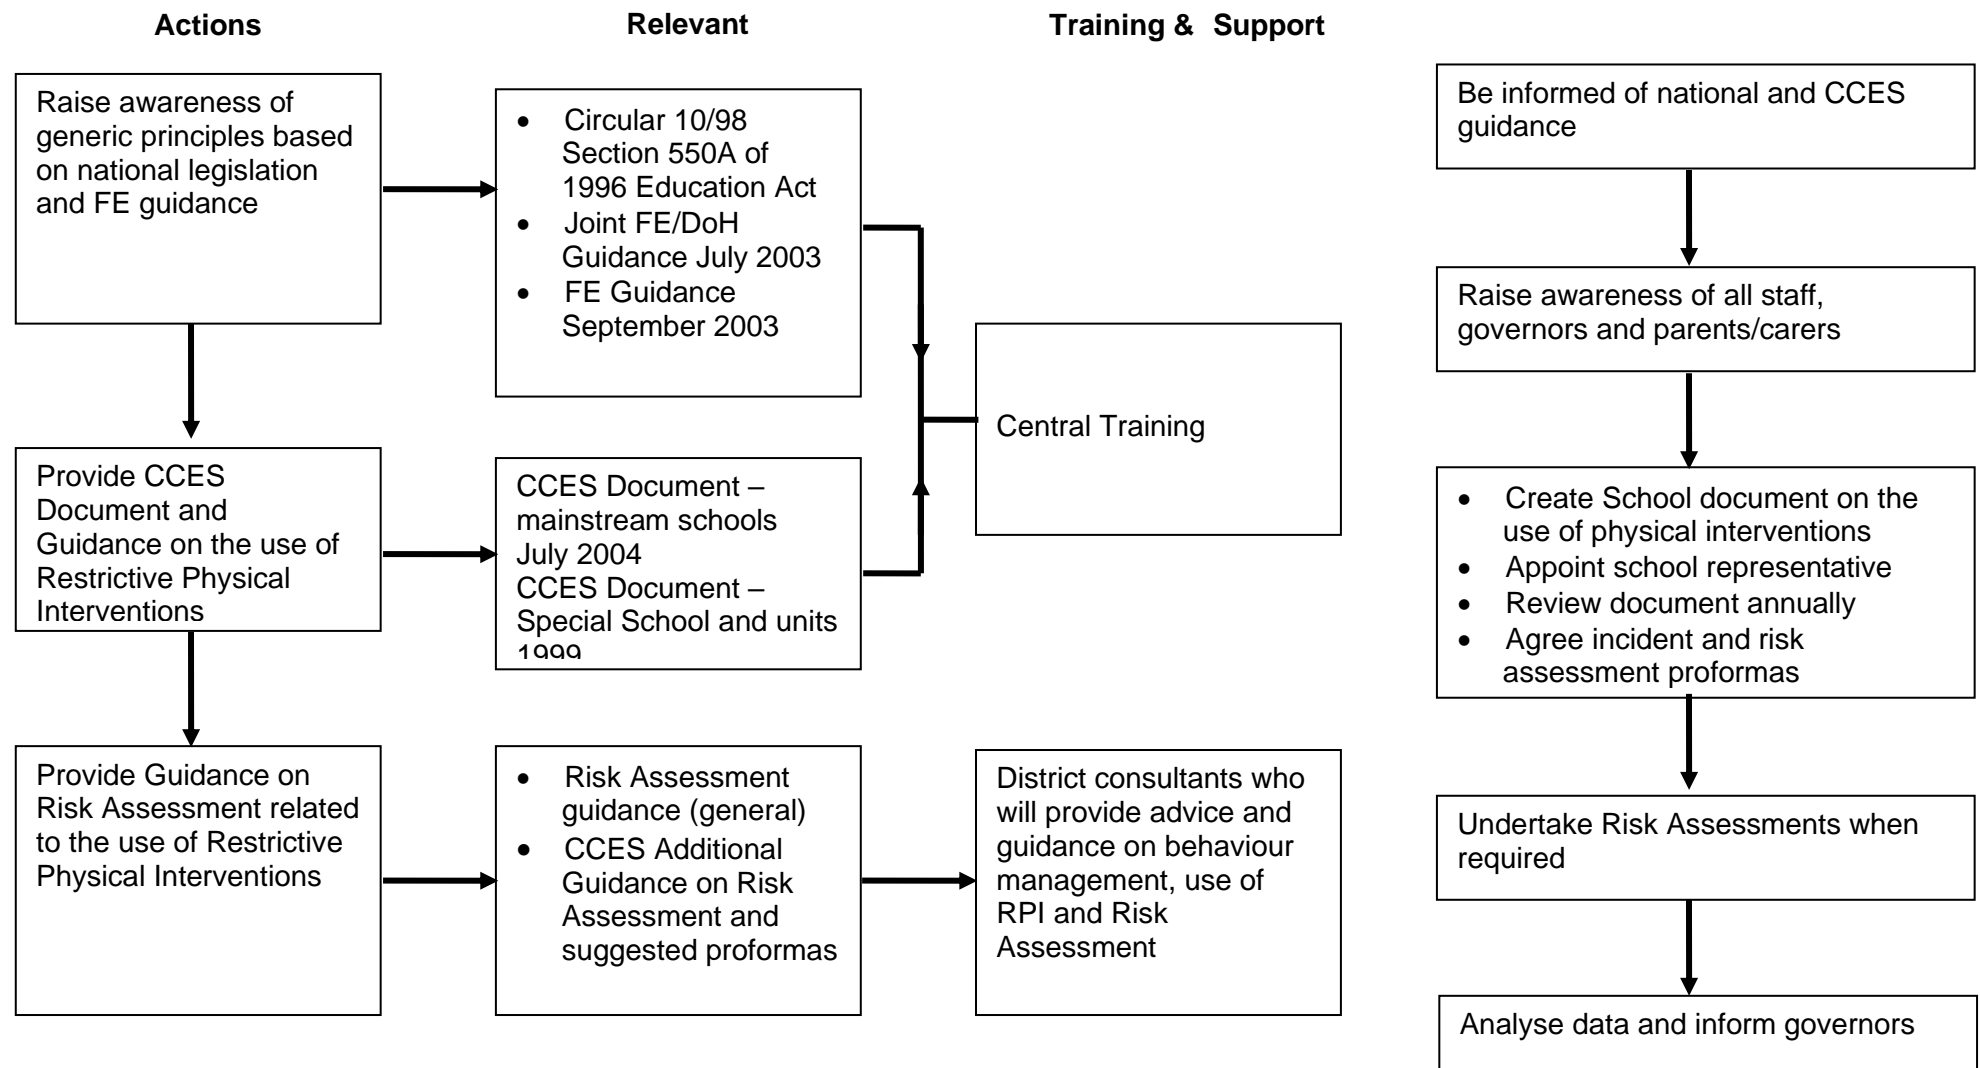 Actions
Relevant
Training & Support
Raise awareness of
generic principles based
on national legislation
and FE guidance
• Circular 10/98
Section 550A of
1996 Education Act
• Joint FE/DoH
Guidance July 2003
• FE Guidance
September 2003
Provide CCES
Document and
Guidance on the use of
Restrictive Physical
Interventions
CCES Document –
mainstream schools
July 2004
CCES Document –
Special School and units
1999
Central Training
Provide Guidance on
Risk Assessment related
to the use of Restrictive
Physical Interventions
• Risk Assessment
guidance (general)
• CCES Additional
Guidance on Risk
Assessment and
suggested proformas
District consultants who
will provide advice and
guidance on behaviour
management, use of
RPI and Risk
Assessment
Be informed of national and CCES
guidance
Raise awareness of all staff,
governors and parents/carers
• Create School document on the
use of physical interventions
• Appoint school representative
• Review document annually
• Agree incident and risk
assessment proformas
Undertake Risk Assessments when
required
Analyse data and inform governors